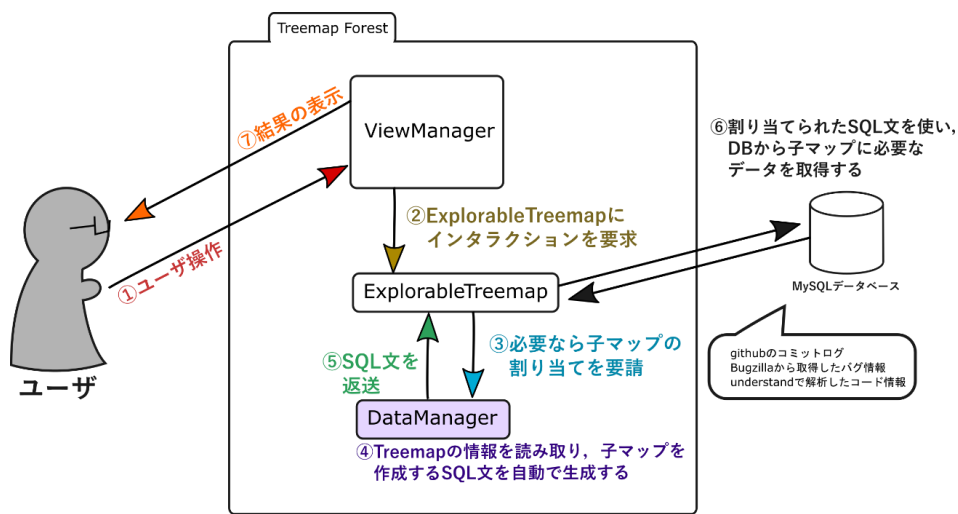 Treemap Forest
ViewManager
⑦結果の表示
①ユーザ操作
ユーザ
②ExplorableTreemapに
インタラクションを要求
ExplorableTreemap
③必要なら子マップの
割り当てを要請
⑤SQL文を
返送
DataManager
④Treemapの情報を読み取り，子マップを
作成するSQL文を自動で生成する
⑥割り当てられたSQL文を使い，
DBから子マップに必要な
データを取得する
MySQLデータベース
githubのコミットログ
Bugzillaから取得したバグ情報
understandで解析したコード情報